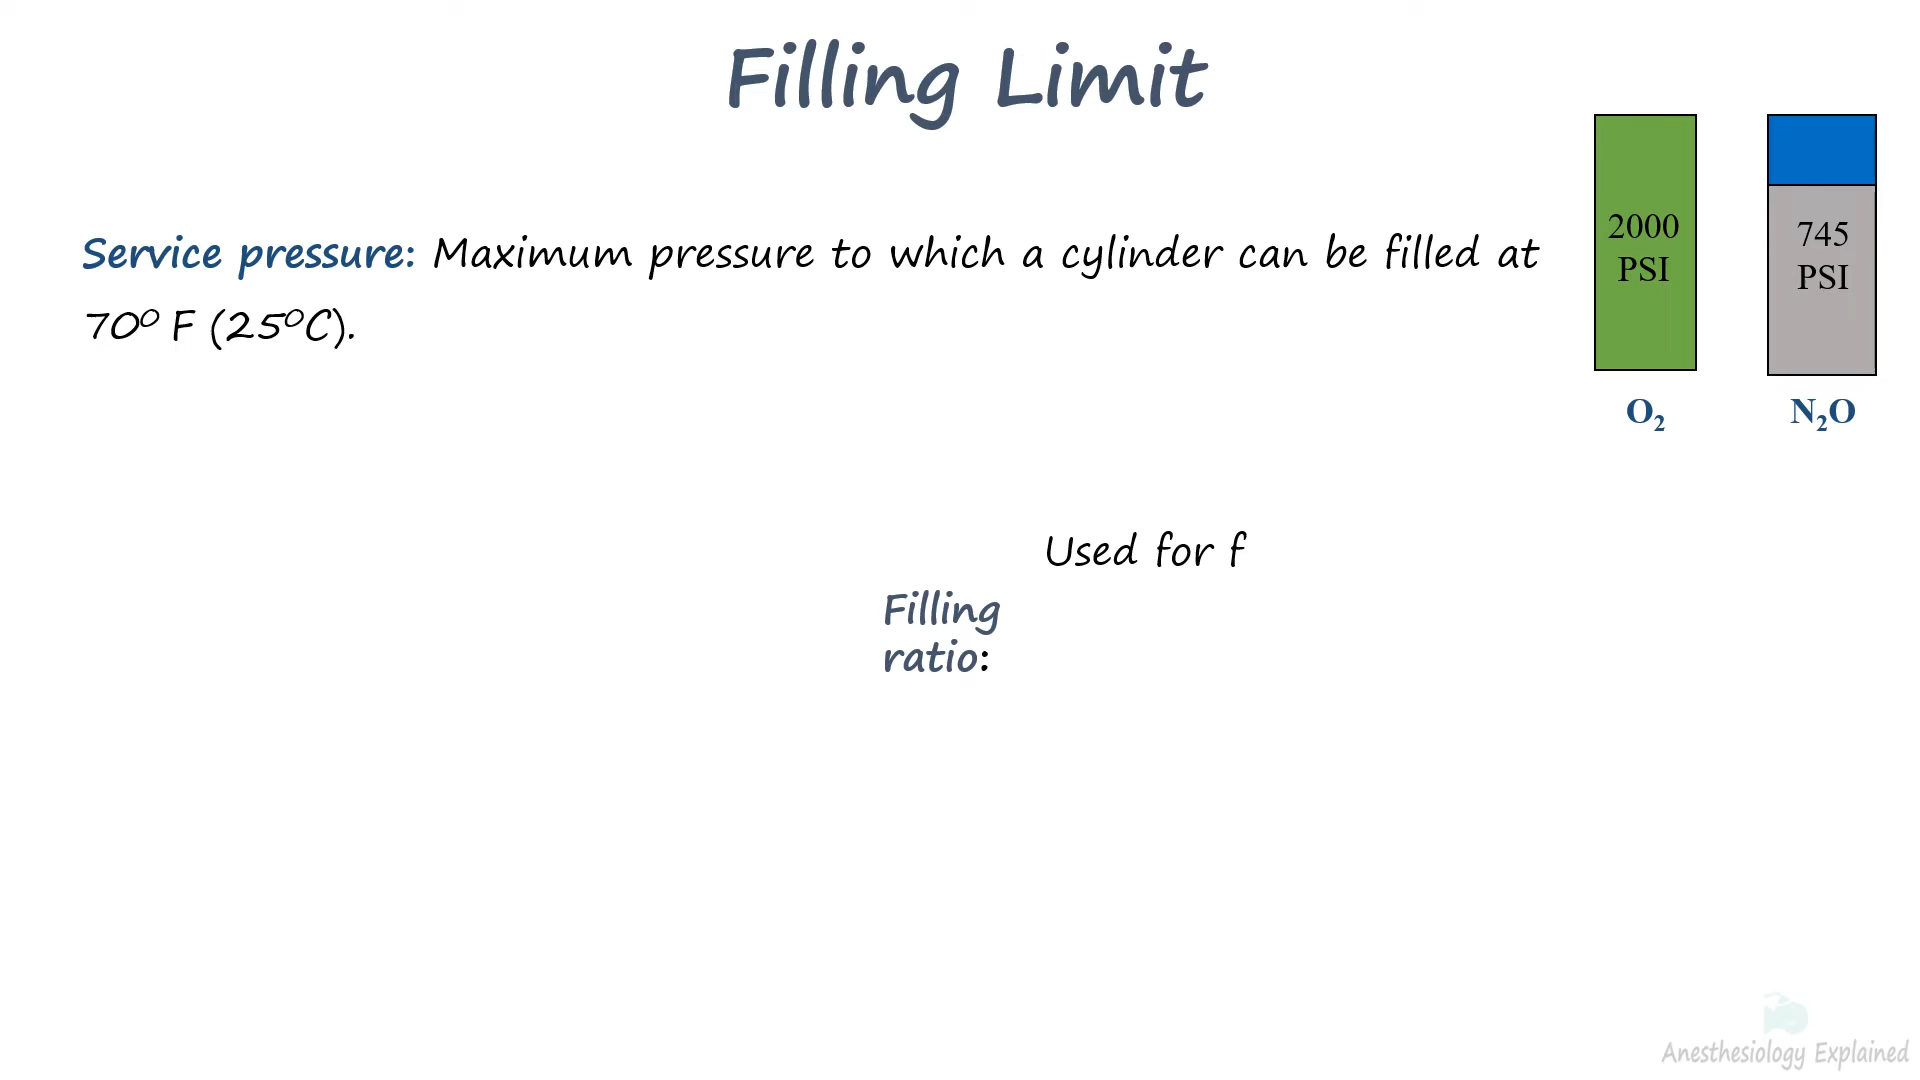 Filling Limit
Service pressure: Maximum pressure to which a cylinder can be filled at
70⁰ F (25⁰C).
2000
PSI
745
PSI
O₂
N₂O
Used for f
Filling
ratio:
Anesthesiology Explained